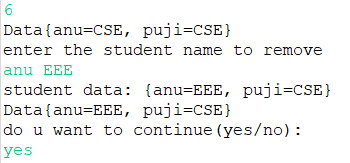 6
Data{anu=CSE, puji=CSE}
enter the student name to remove
anu EEE
student data: {anu=EEE, puji=CSE}
Data{anu=EEE, puji=CSE}
do u want to continue(yes/no):
yes